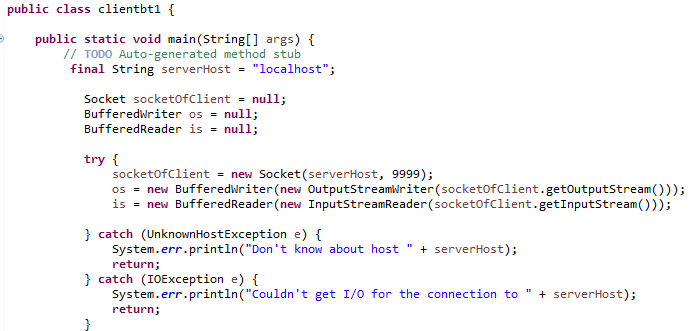 public class clientbt1 {
public static void main(String[] args) {
// TODO Auto-generated method stub
final String serverHost = "localhost";
Socket socketOfClient = null;
BufferedWriter os = null;
BufferedReader is = null;
try {
socketOfClient = new Socket(serverHost, 9999);
os = new BufferedWriter(new OutputStreamWriter(socketOfClient.getOutputStream()));
is = new BufferedReader(new InputStreamReader(socketOfClient.getInputStream()));
} catch (UnknownHostException e) {
System.err.println("Don't know about host " + serverHost);
return;
} catch (IOException e) {
System.err.println("Couldn't get I/O for the connection to " + serverHost);
return;
}